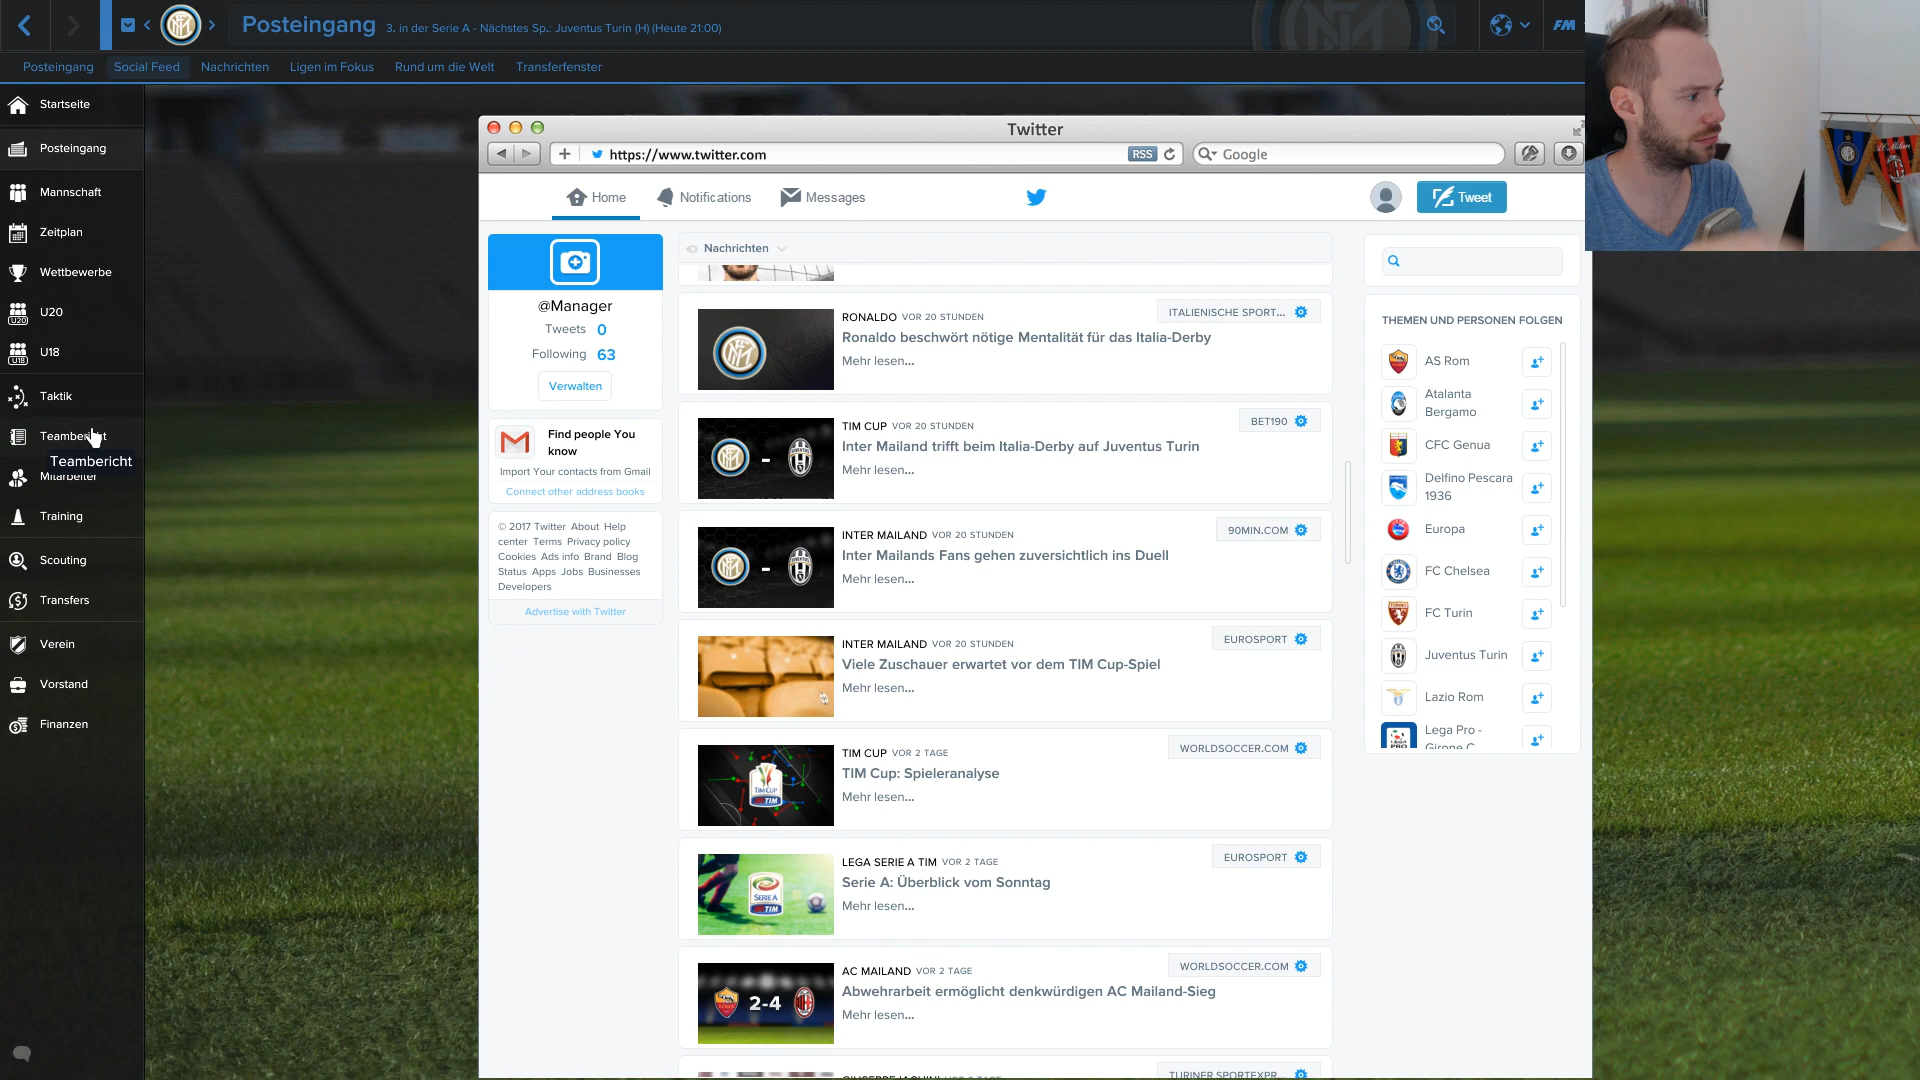 Posteingang 3. in der Serie A - Nächstes Sp.: Juventus Turin (H) (Heute 21:00)
FM
Posteingang Social Feed Nachrichten Ligen im Fokus Rund um die Welt Transferfenster
Startseite
Posteingang
Mannschaft
Zeitplan
Wettbewerbe
U20
U20
U18
U18
Taktik
Teambericht
Teambericht
Mitarbeiter
Training
Scouting
Transfers
Verein
Vorstand
Finanzen
Twitter
https://www.twitter.com RSS Google
Home Notifications Messages Tweet
@Manager
Tweets 0
Following 63
Verwalten
Find people You
know
Import Your contacts from Gmail
Connect other address books
© 2017 Twitter About Help
center Terms Privacy policy
Cookies Ads info Brand Blog
Status Apps Jobs Businesses
Developers
Advertise with Twitter
Nachrichten
RONALDO VOR 20 STUNDEN ITALIENISCHE SPORT...
Ronaldo beschwört nötige Mentalität für das Italia-Derby
Mehr lesen...
TIM CUP VOR 20 STUNDEN BET190
Inter Mailand trifft beim Italia-Derby auf Juventus Turin
Mehr lesen...
-
INTER MAILAND VOR 20 STUNDEN 90MIN.COM
Inter Mailands Fans gehen zuversichtlich ins Duell
Mehr lesen...
-
INTER MAILAND VOR 20 STUNDEN EUROSPORT
Viele Zuschauer erwartet vor dem TIM Cup-Spiel
Mehr lesen...
TIM CUP VOR 2 TAGE WORLDSOCCER.COM
TIM Cup: Spieleranalyse
Mehr lesen...
TIM CUP
TIM
LEGA SERIE A TIM VOR 2 TAGE EUROSPORT
Serie A: Überblick vom Sonntag
Mehr lesen...
SERIE A
TIM
AC MAILAND VOR 2 TAGE WORLDSOCCER.COM
Abwehrarbeit ermöglicht denkwürdigen AC Mailand-Sieg
Mehr lesen...
2-4
TURINER SPORTEXPR...
THEMEN UND PERSONEN FOLGEN
AS Rom
Atalanta
Bergamo
CFC Genua
Delfino Pescara
1936
Europa
FC Chelsea
FC Turin
Juventus Turin
Lazio Rom
Lega Pro -
Girone C